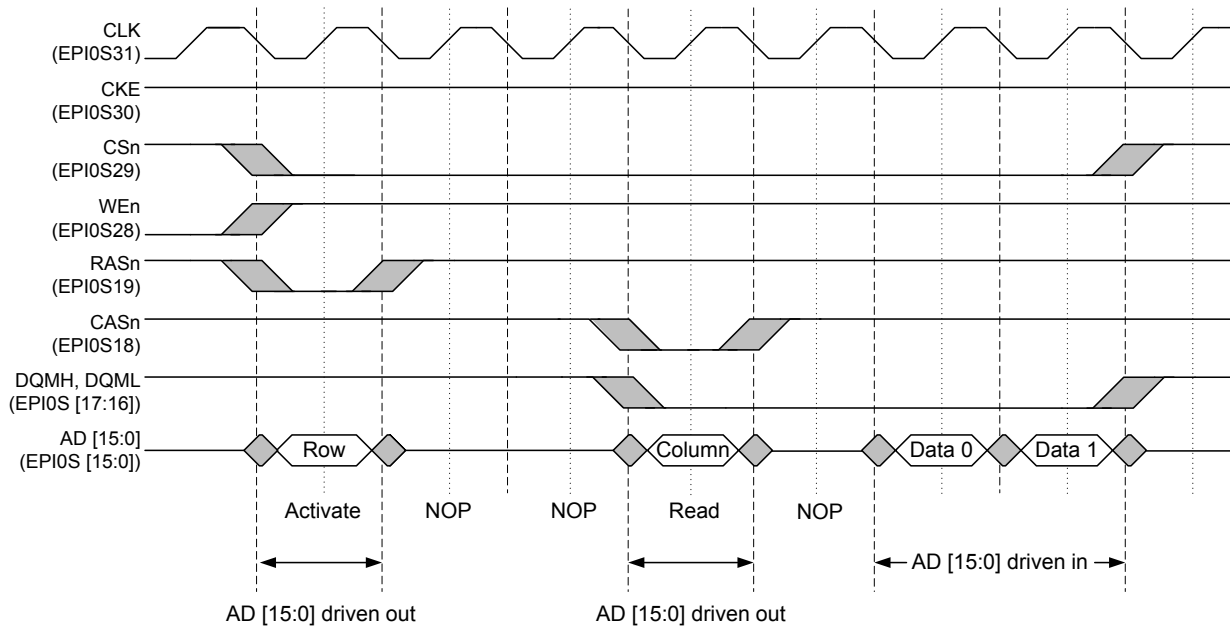 CLK
(EPI0S31)
CKE
(EPI0S30)
CSn
(EPI0S29)
WEn
(EPI0S28)
RASn
(EPI0S19)
CASn
(EPI0S18)
DQMH, DQML
(EPI0S [17:16])
AD [15:0]
(EPI0S [15:0])
Row
Column
Data 0
Data 1
Activate
NOP
NOP
Read
NOP
AD [15:0] driven in
AD [15:0] driven out
AD [15:0] driven out